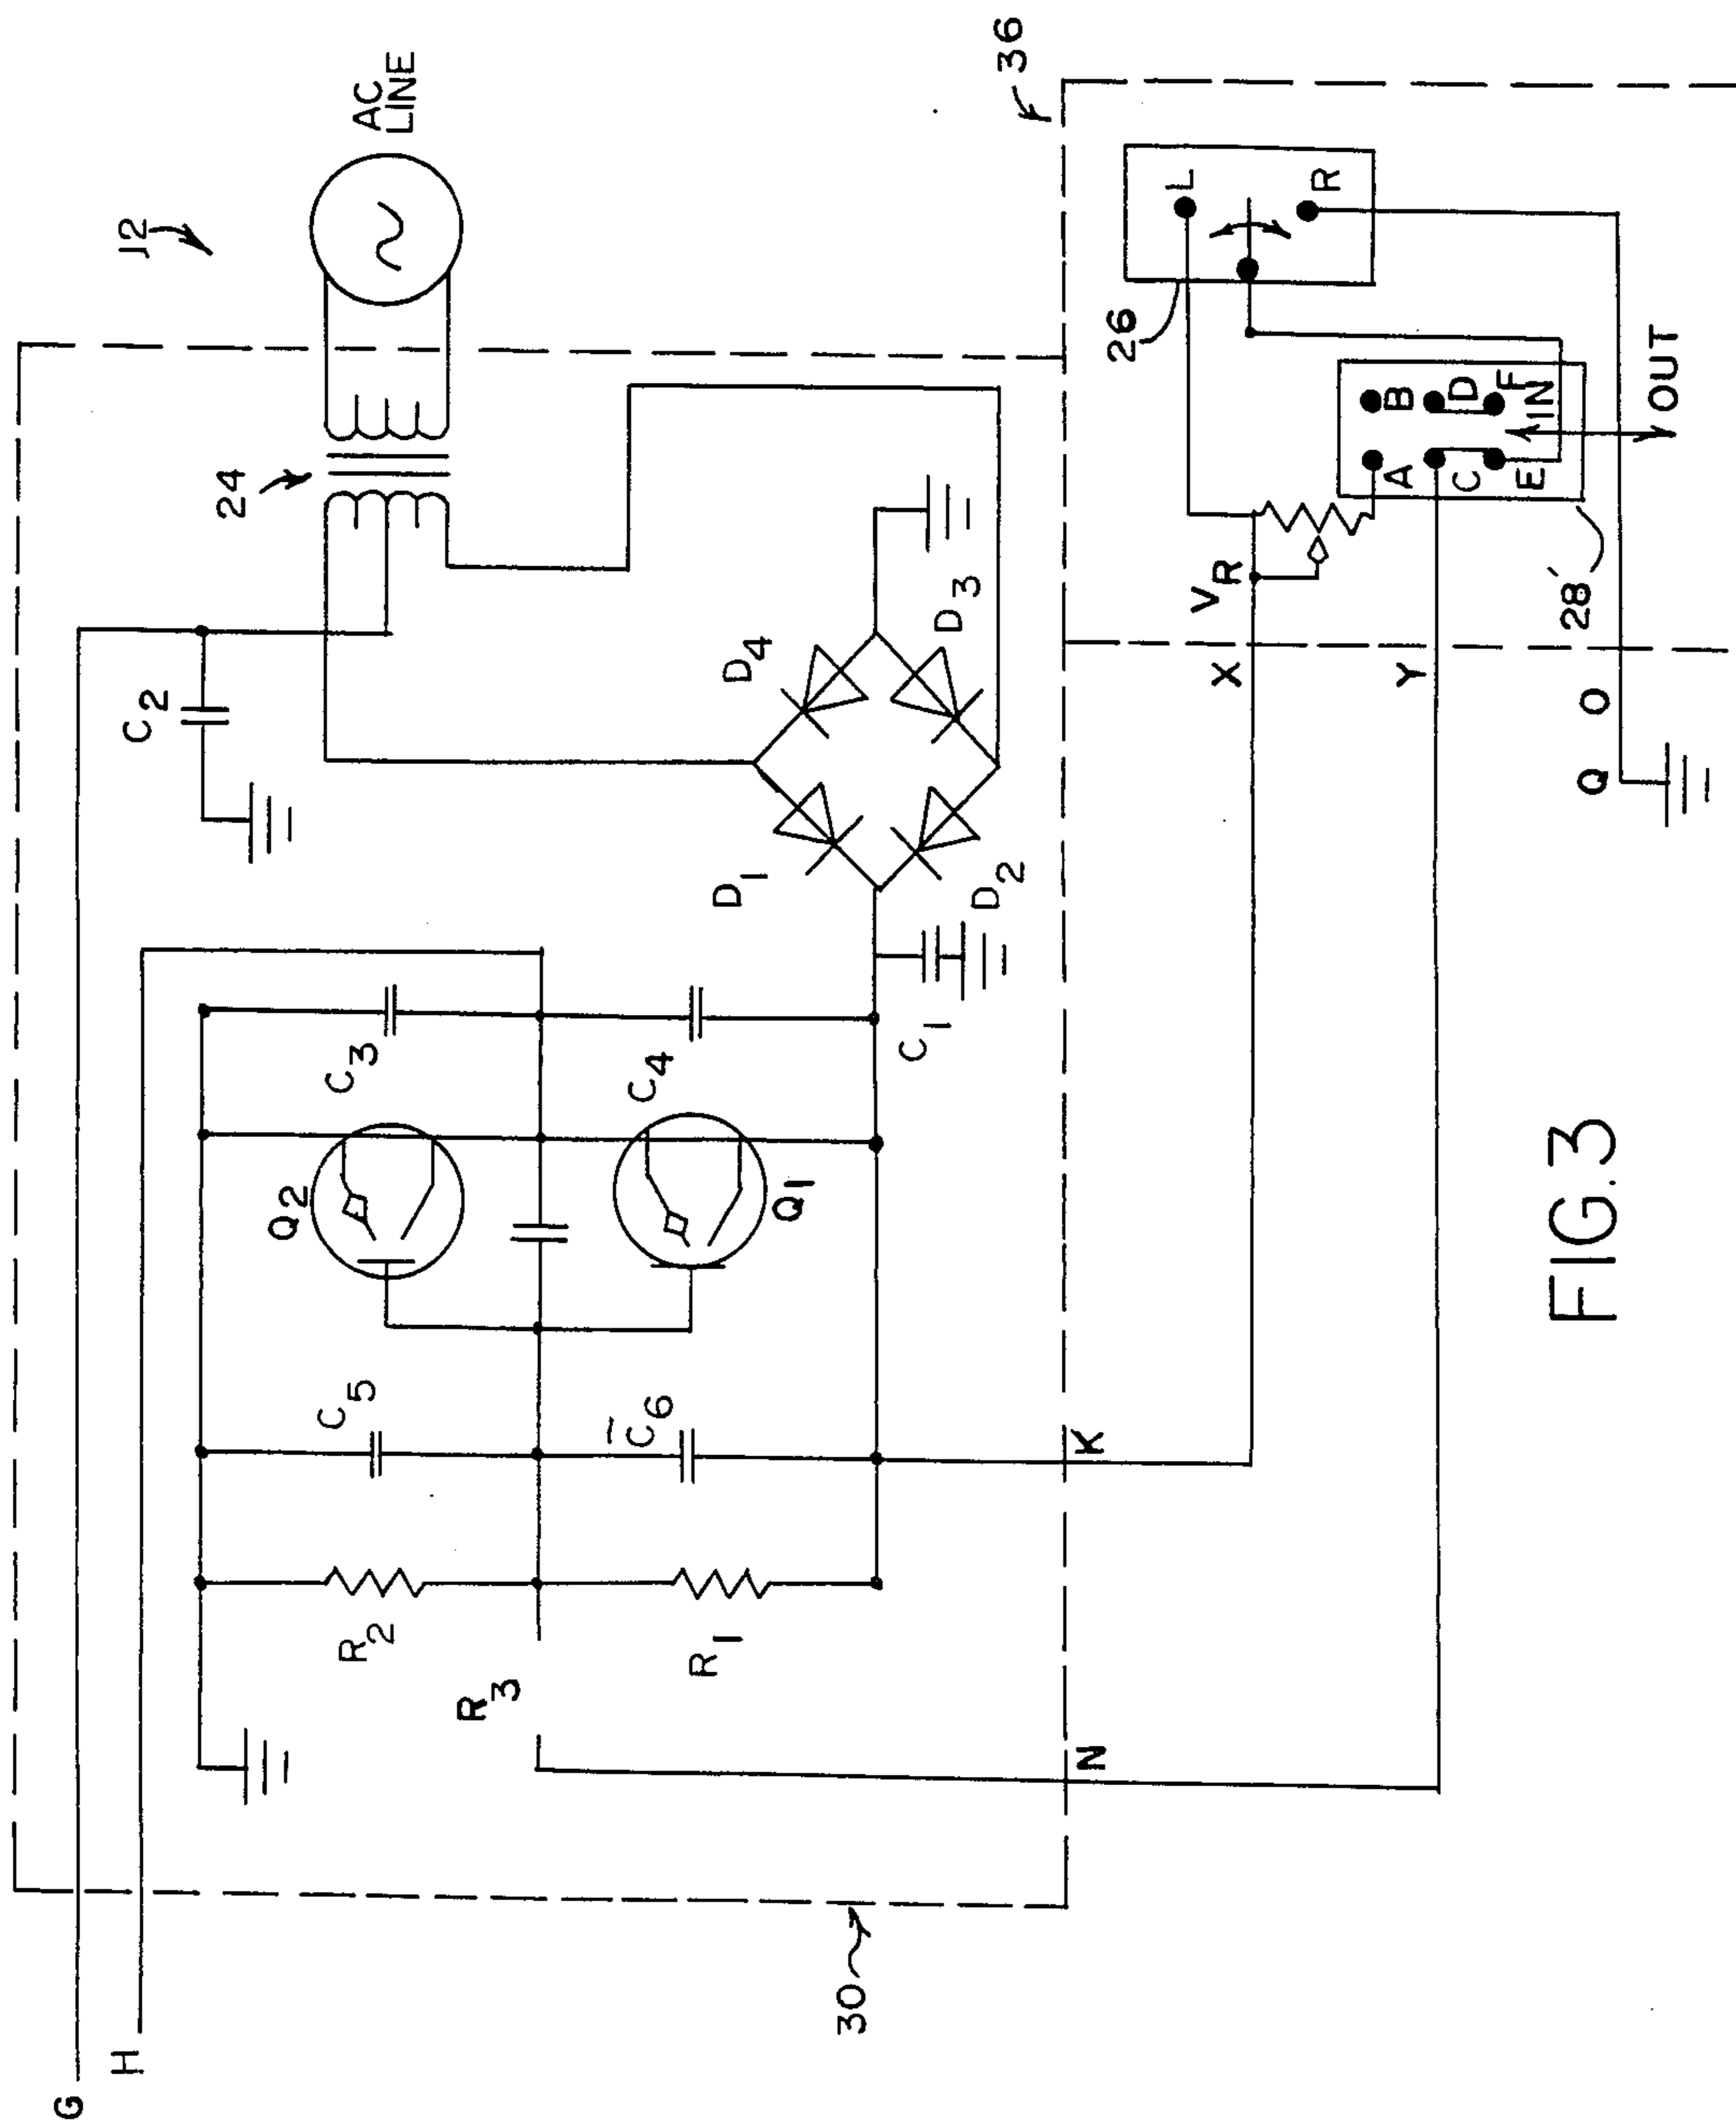 G
H
30
N
K
R3
R2
R1
C5
C6
Q2
Q1
C3
C4
C1
D1
D2
C2
D4
D3
24
12
AC
LINE
36
X
Y
Q O
VR
28'
26
L
R
A
B
C
D
E
F
IN
OUT
FIG.3